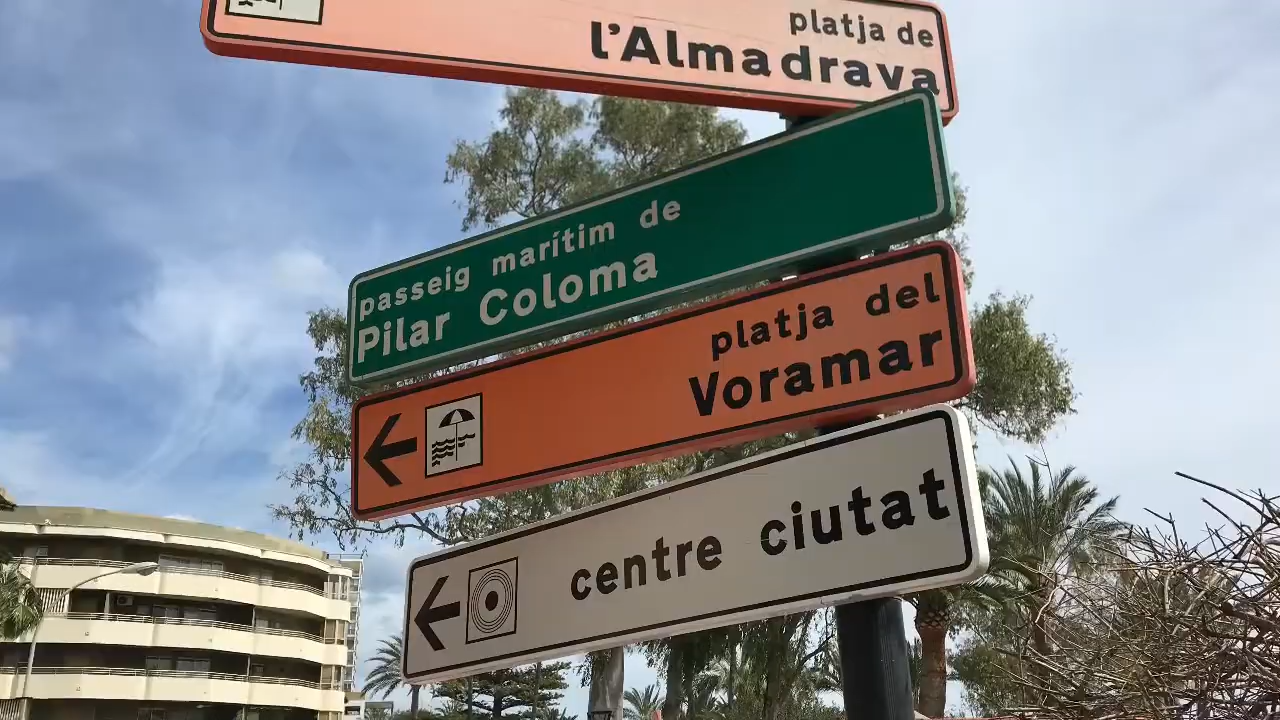 platja de
l'Almadrava
passeig marítim de
Pilar Coloma
platja del
Voramar
centre ciutat